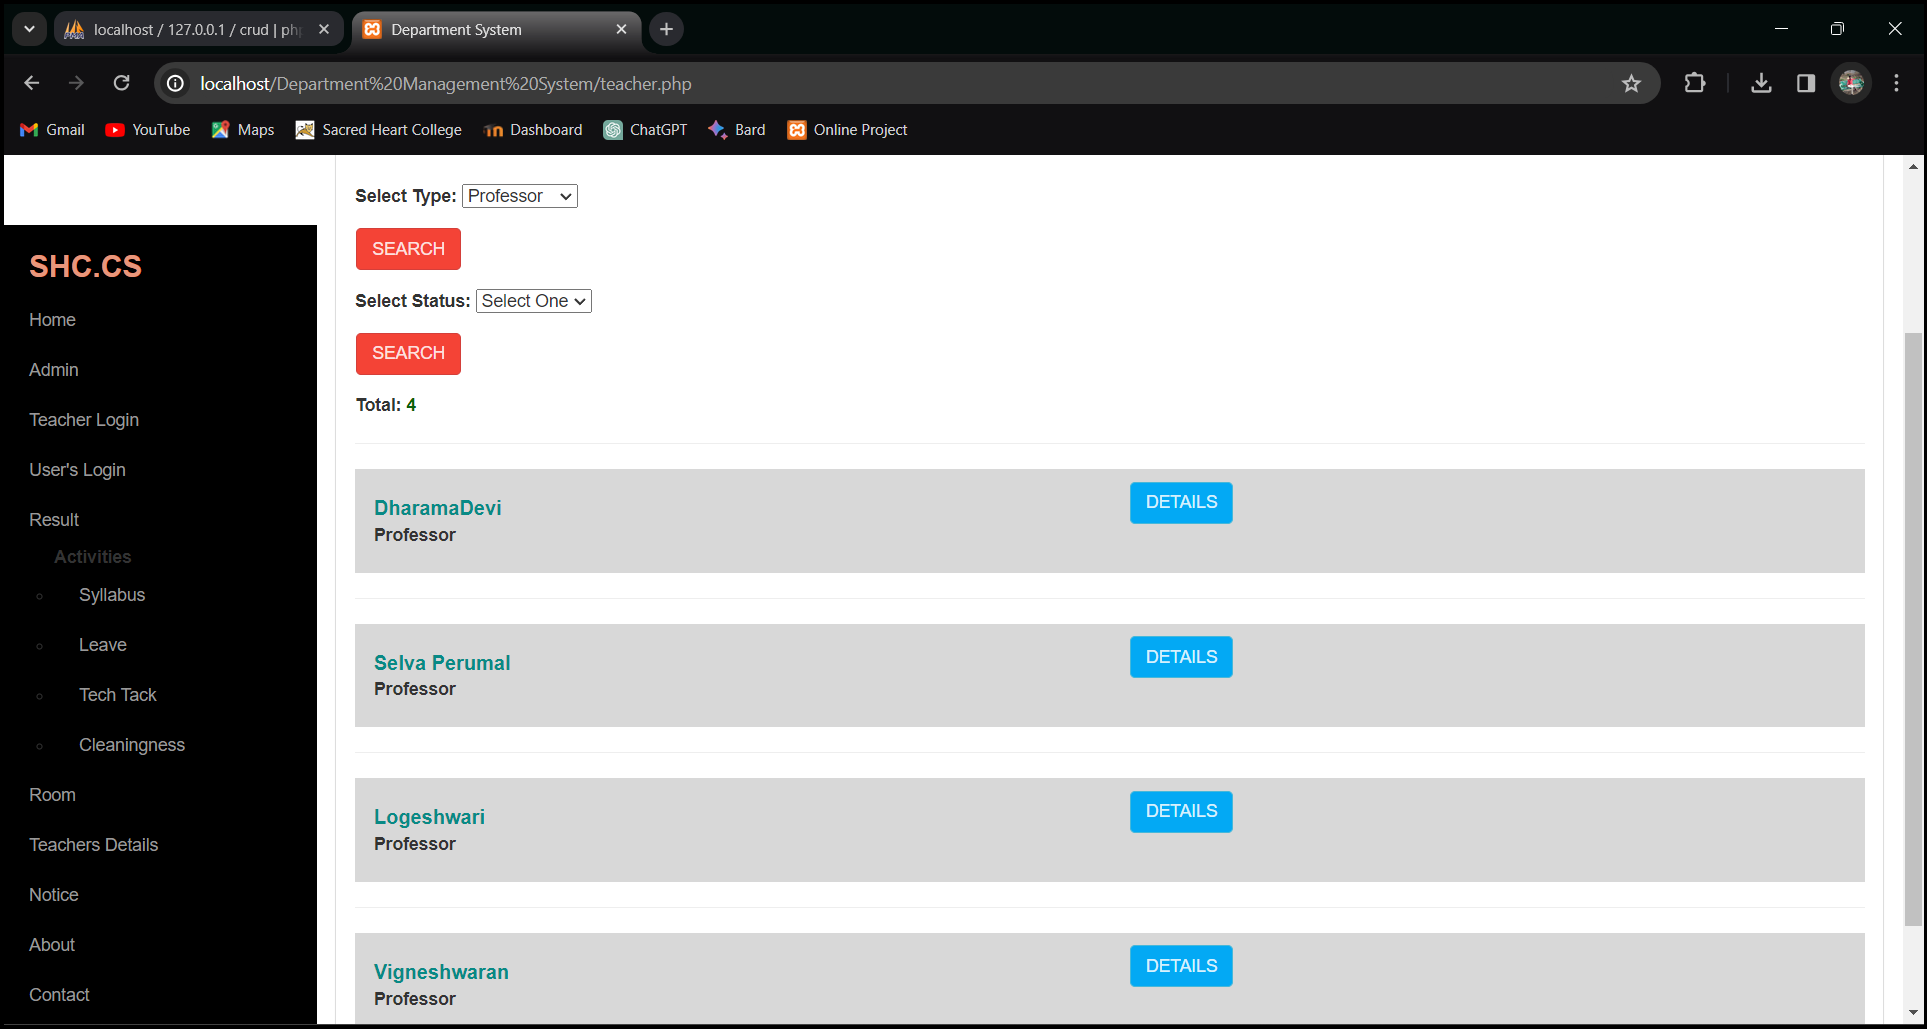 localhost / 127.0.0.1 / crud | ph
Department System
localhost/Department%20Management%20System/teacher.php
Gmail
YouTube
Maps
Sacred Heart College
Dashboard
ChatGPT
Bard
Online Project
SHC.CS
Home
Admin
Teacher Login
User's Login
Result
Activities
Syllabus
Leave
Tech Tack
Cleaningness
Room
Teachers Details
Notice
About
Contact
Select Type: Professor
SEARCH
Select Status: Select One
SEARCH
Total: 4
DharamaDevi
Professor
DETAILS
Selva Perumal
Professor
DETAILS
Logeshwari
Professor
DETAILS
Vigneshwaran
Professor
DETAILS